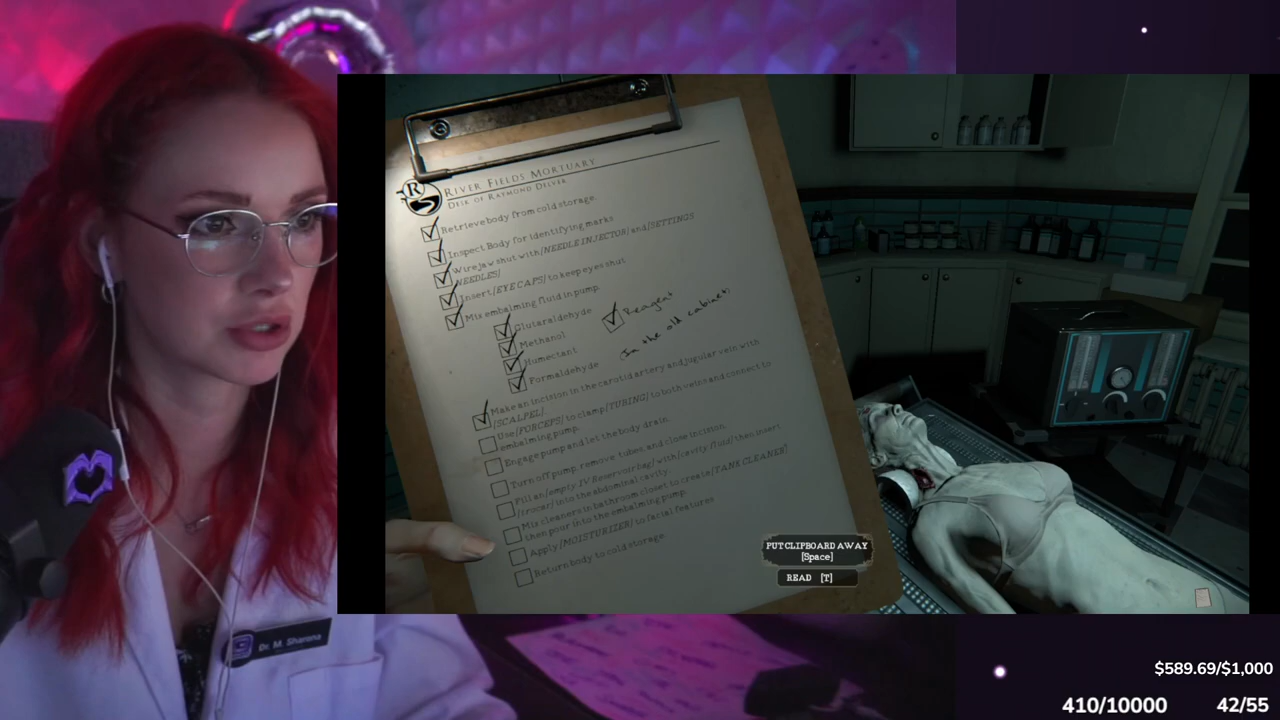 R
RIVER FIELDS MORTUARY
DESK OF RAYMOND DELVER
Retrieve body from cold storage.
Inspect Body for identifying marks
Wire jaw shut with [NEEDLE INJECTOR] and [SETTINGS
NEEDLES]
Insert [EYE CAPS] to keep eyes shut
Mix embalming fluid in pump.
Glutaraldehyde
Methanol
Humectant
Formaldehyde
Reagent
In the old cabinet
Make an incision in the carotid artery and jugular vein with
[SCALPEL].
Use [FORCEPS] to clamp [TUBING] to both veins and connect to
embalming pump.
Engage pump and let the body drain.
Turn off pump, remove tubes and close incision.
Fill an [empty IV Reservoir bag] with [cavity fluid] then insert
[trocar] into the abdominal cavity.
Mix cleaners in bathroom closet to create [TANK CLEANER]
then pour into the embalming pump.
Apply [MOISTURIZER] to facial features
Return body to cold storage
PUT CLIPBOARD AWAY
[Space]
READ [T]
Dr. M. Sharona
$589.69/$1,000
410/10000
42/55